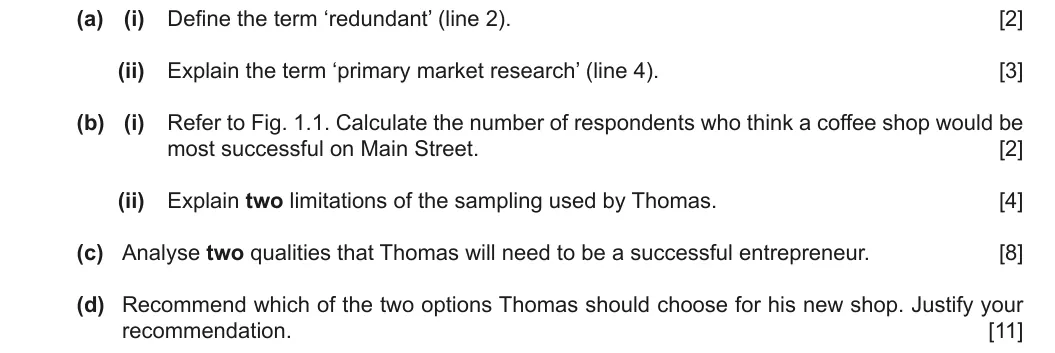 (a) (i) Define the term ‘redundant’ (line 2). [2]
(ii) Explain the term ‘primary market research’ (line 4). [3]
(b) (i) Refer to Fig. 1.1. Calculate the number of respondents who think a coffee shop would be
most successful on Main Street. [2]
(ii) Explain two limitations of the sampling used by Thomas. [4]
(c) Analyse two qualities that Thomas will need to be a successful entrepreneur. [8]
(d) Recommend which of the two options Thomas should choose for his new shop. Justify your
recommendation. [11]